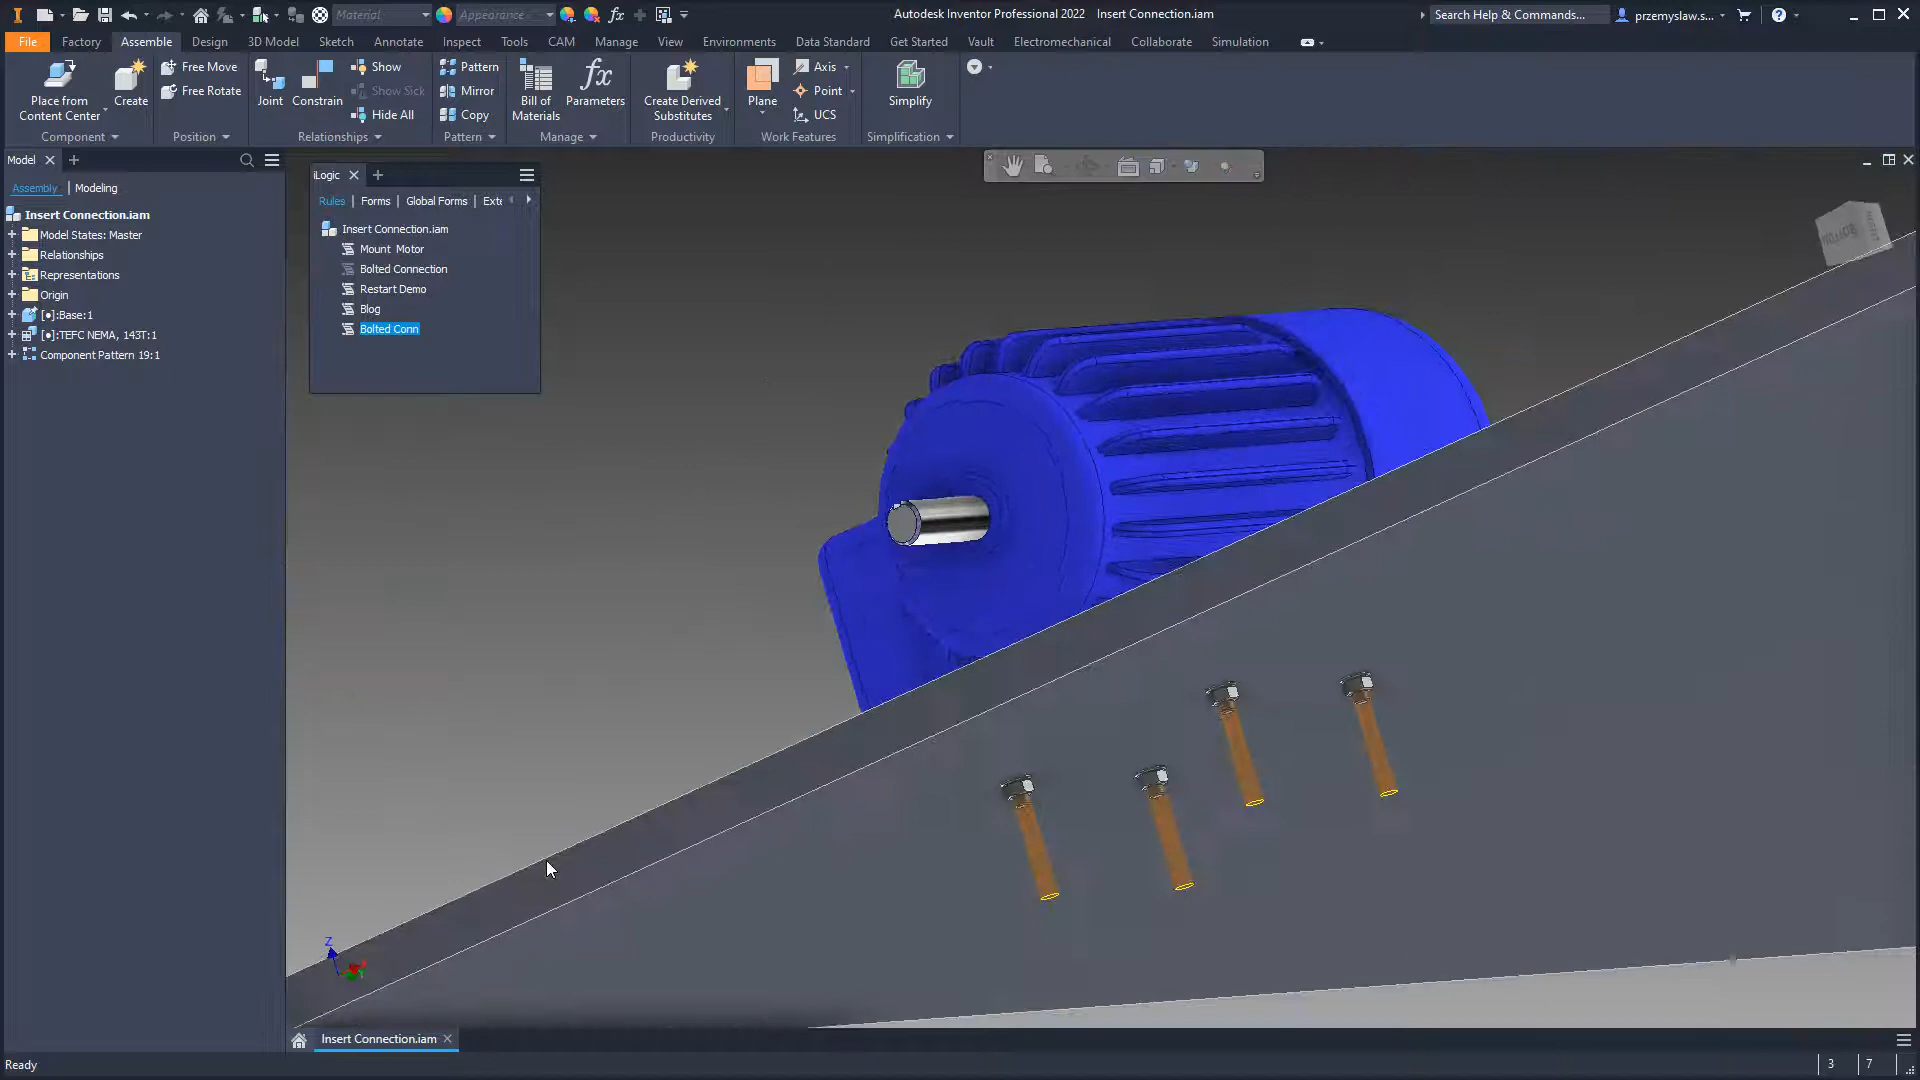 Material
Appearance
Autodesk Inventor Professional 2022 Insert Connection.iam
Search Help & Commands...
przemyslaw.s...
File Factory Assemble Design 3D Model Sketch Annotate Inspect Tools CAM Manage View Environments Data Standard Get Started Vault Electromechanical Collaborate Simulation
Place from
Content Center
Create
Free Move
Free Rotate
Joint
Constrain
Show
Show Sick
Hide All
Pattern
Mirror
Copy
Bill of
Materials
fx
Parameters
Create Derived
Substitutes
Plane
Axis
Point
UCS
Simplify
Component Position Relationships Pattern Manage Productivity Work Features Simplification
Model
Assembly | Modeling
Insert Connection.iam
Model States: Master
Relationships
Representations
Origin
[●]:Base:1
[●]:TEFC NEMA, 143T:1
Component Pattern 19:1
iLogic
Rules | Forms | Global Forms | Exte
Insert Connection.iam
Mount Motor
Bolted Connection
Restart Demo
Blog
Bolted Conn
BOTTOM
Z
Insert Connection.iam
Ready
3 7